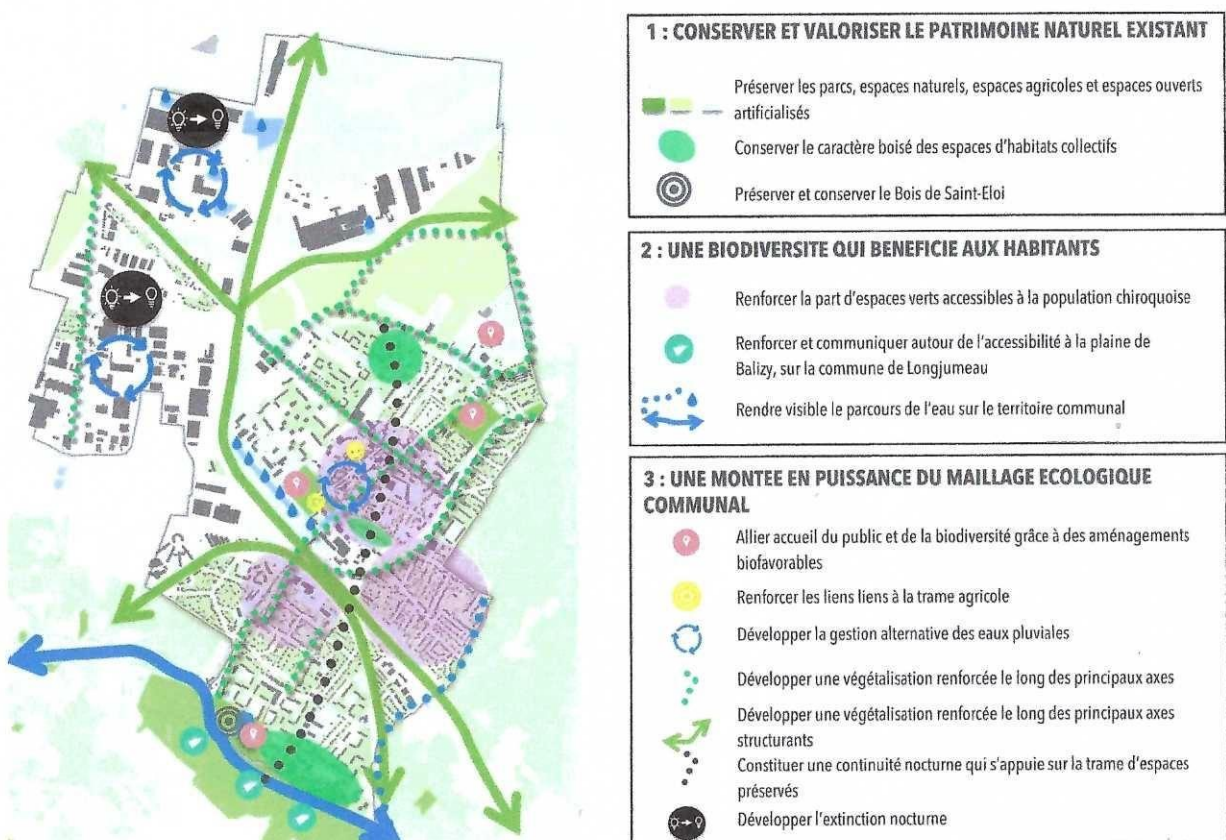 1 : CONSERVER ET VALORISER LE PATRIMOINE NATUREL EXISTANT
Préserver les parcs, espaces naturels, espaces agricoles et espaces ouverts
artificialisés
Conserver le caractère boisé des espaces d'habitats collectifs
Préserver et conserver le Bois de Saint-Eloi
2 : UNE BIODIVERSITE QUI BENEFICIE AUX HABITANTS
Renforcer la part d'espaces verts accessibles à la population chiroquoise
Renforcer et communiquer autour de l'accessibilité à la plaine de
Balizy, sur la commune de Longjumeau
Rendre visible le parcours de l'eau sur le territoire communal
3 : UNE MONTEE EN PUISSANCE DU MAILLAGE ECOLOGIQUE
COMMUNAL
Allier accueil du public et de la biodiversité grâce à des aménagements
biofavorables
Renforcer les liens liens à la trame agricole
Développer la gestion alternative des eaux pluviales
Développer une végétalisation renforcée le long des principaux axes
Développer une végétalisation renforcée le long des principaux axes
structurants
Constituer une continuité nocturne qui s'appuie sur la trame d'espaces
préservés
Développer l'extinction nocturne